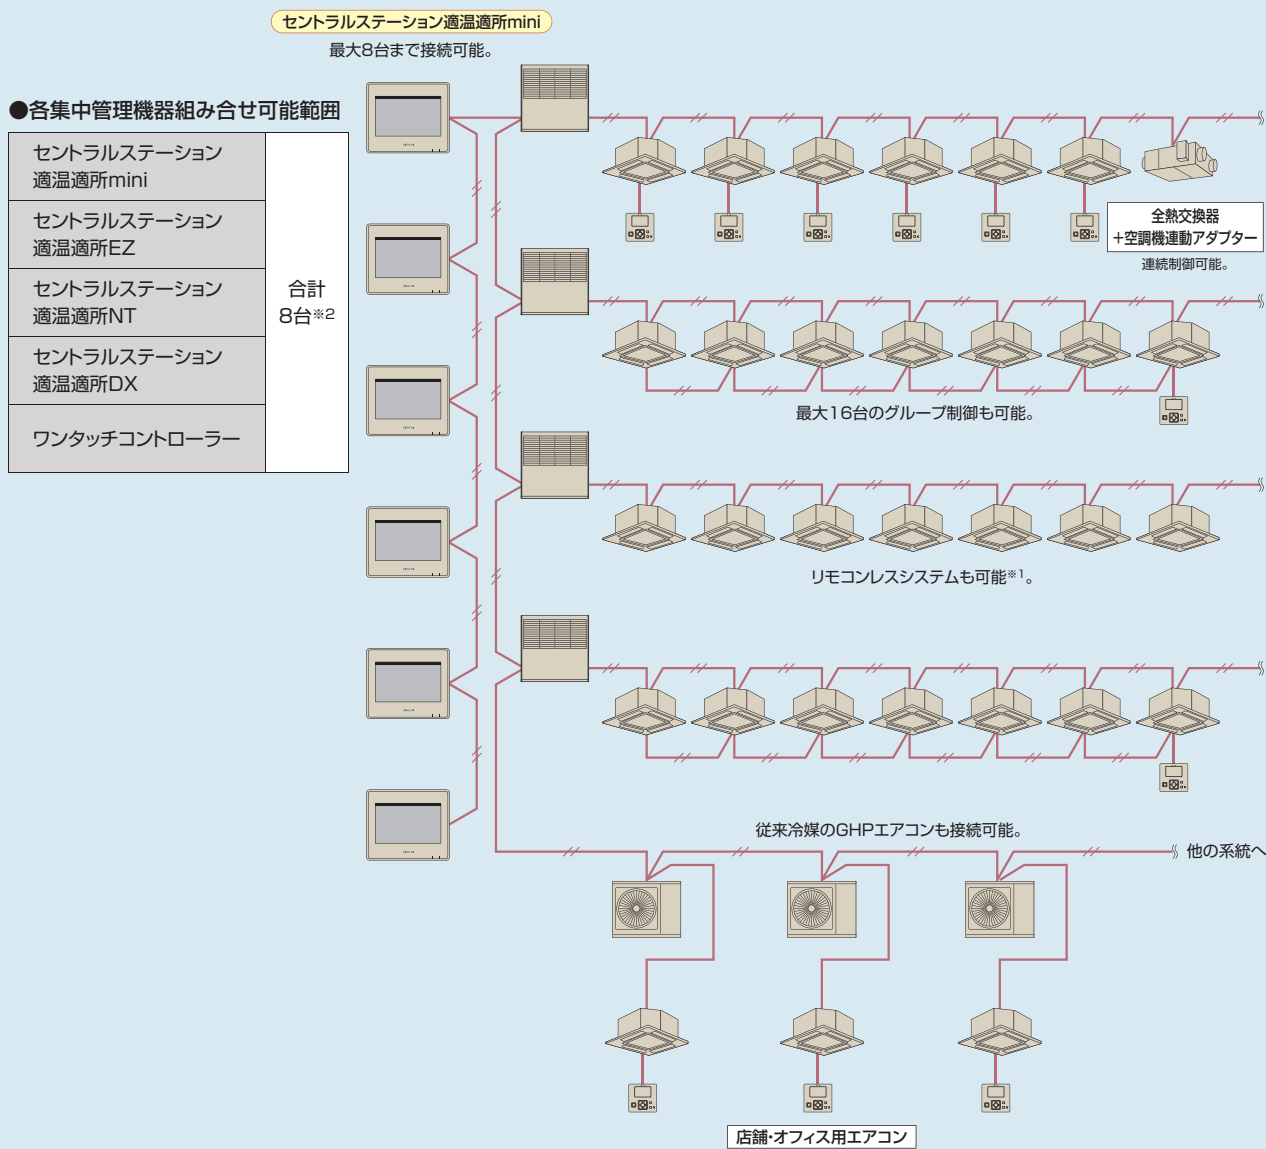 セントラルステーション適温適所mini
最大8台まで接続可能。
●各集中管理機器組み合せ可能範囲
セントラルステーション
適温適所mini
セントラルステーション
適温適所EZ
セントラルステーション
適温適所NT
セントラルステーション
適温適所DX
ワンタッチコントローラー
合計
8台※2
全熱交換器
+空調機連動アダプター
連続制御可能。
最大16台のグループ制御も可能。
リモコンレスシステムも可能※1。
従来冷媒のGHPエアコンも接続可能。
他の系統へ
店舗・オフィス用エアコン